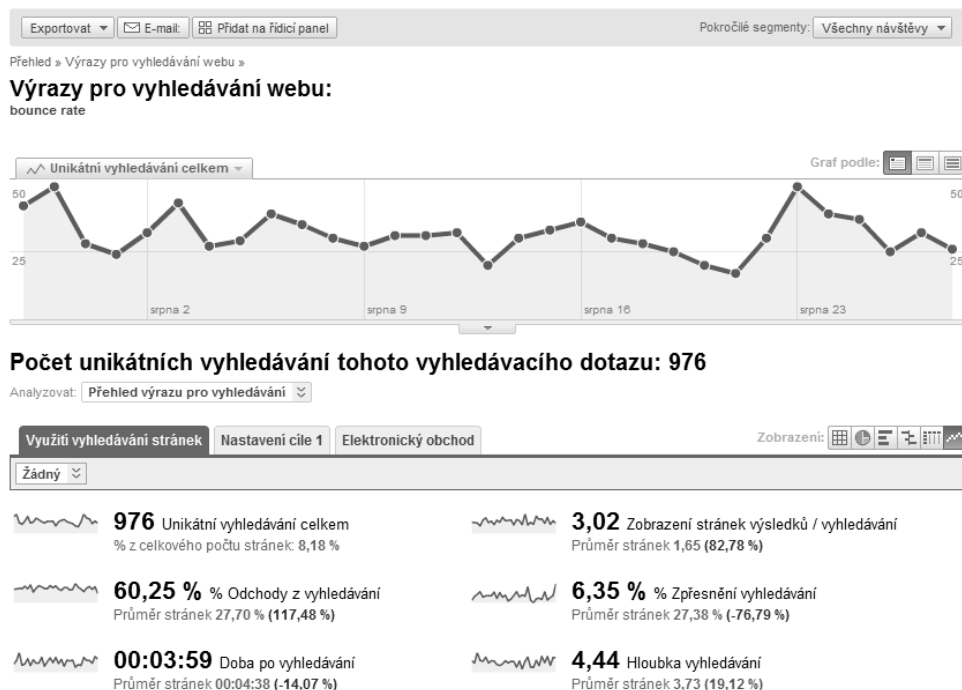 Exportovat E-mail: Přidat na řídicí panel Pokročilé segmenty: Všechny návštěvy
Přehled » Výrazy pro vyhledávání webu »
Výrazy pro vyhledávání webu:
bounce rate
Unikátní vyhledávání celkem Graf podle:
50 50
25 25
srpna 2 srpna 9 srpna 16 srpna 23
Počet unikátních vyhledávání tohoto vyhledávacího dotazu: 976
Analyzovat: Přehled výrazu pro vyhledávání
Využití vyhledávání stránek Nastavení cíle 1 Elektronický obchod Zobrazení:
Žádný
976 Unikátní vyhledávání celkem 3,02 Zobrazení stránek výsledků / vyhledávání
% z celkového počtu stránek: 8,18 % Průměr stránek 1,65 (82,78 %)
60,25 % % Odchody z vyhledávání 6,35 % % Zpřesnění vyhledávání
Průměr stránek 27,70 % (117,48 %) Průměr stránek 27,38 % (-76,79 %)
00:03:59 Doba po vyhledávání 4,44 Hloubka vyhledávání
Průměr stránek 00:04:38 (-14,07 %) Průměr stránek 3,73 (19,12 %)